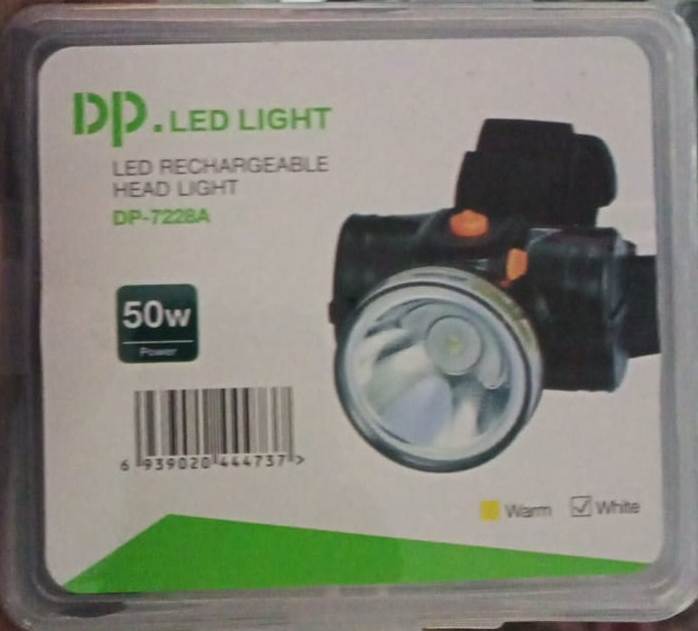 DP. LED LIGHT
LED RECHARGEABLE
HEAD LIGHT
DP-7228A
50W
Power
6 939020 444737 >
Warm White